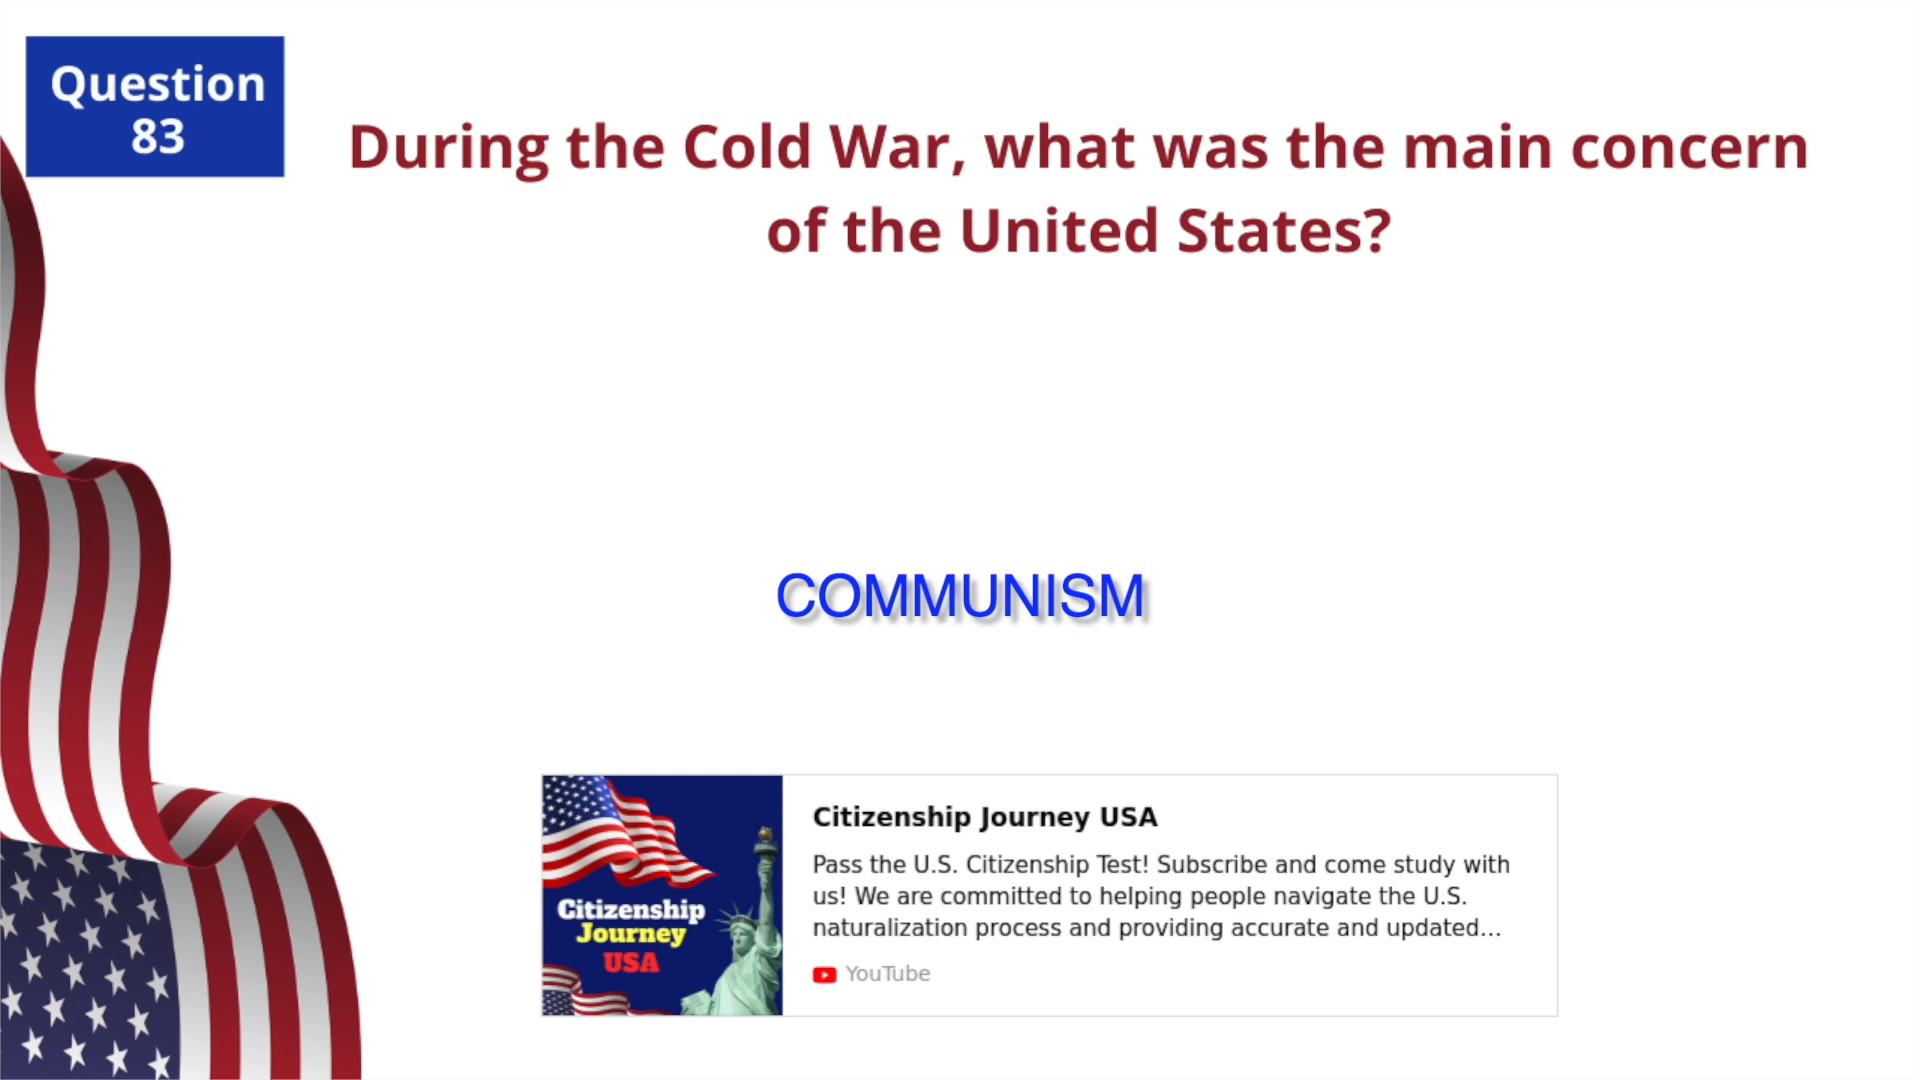 Question
83
During the Cold War, what was the main concern
of the United States?
COMMUNISM
Citizenship
Journey
USA
Citizenship Journey USA
Pass the U.S. Citizenship Test! Subscribe and come study with
us! We are committed to helping people navigate the U.S.
naturalization process and providing accurate and updated...
YouTube